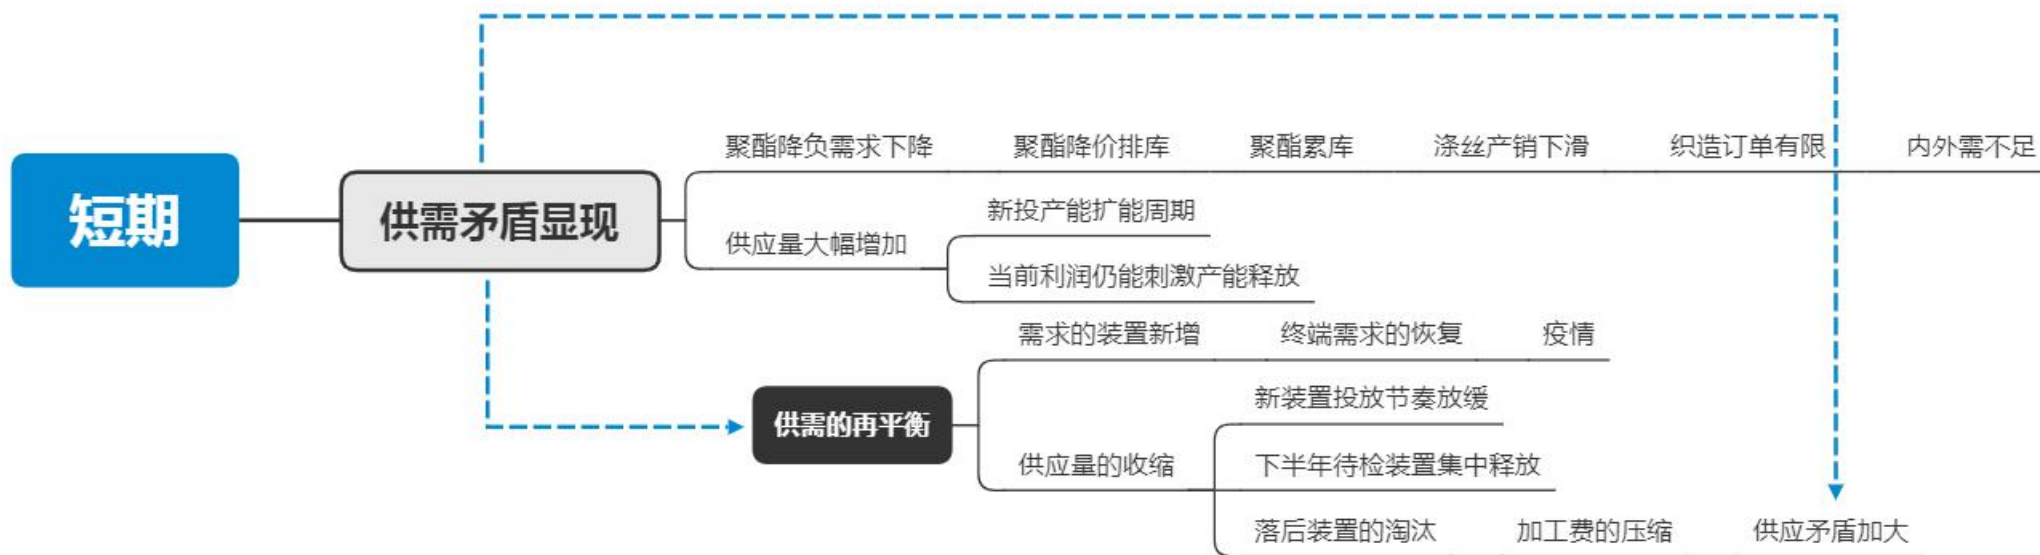 短期
供需矛盾显现
聚酯降负需求下降 聚酯降价排库 聚酯累库 涤丝产销下滑 织造订单有限 内外需不足
供应量大幅增加
新投产能扩能周期
当前利润仍能刺激产能释放
供需的再平衡
需求的装置新增 终端需求的恢复 疫情
供应量的收缩
新装置投放节奏放缓
下半年待检装置集中释放
落后装置的淘汰 加工费的压缩 供应矛盾加大